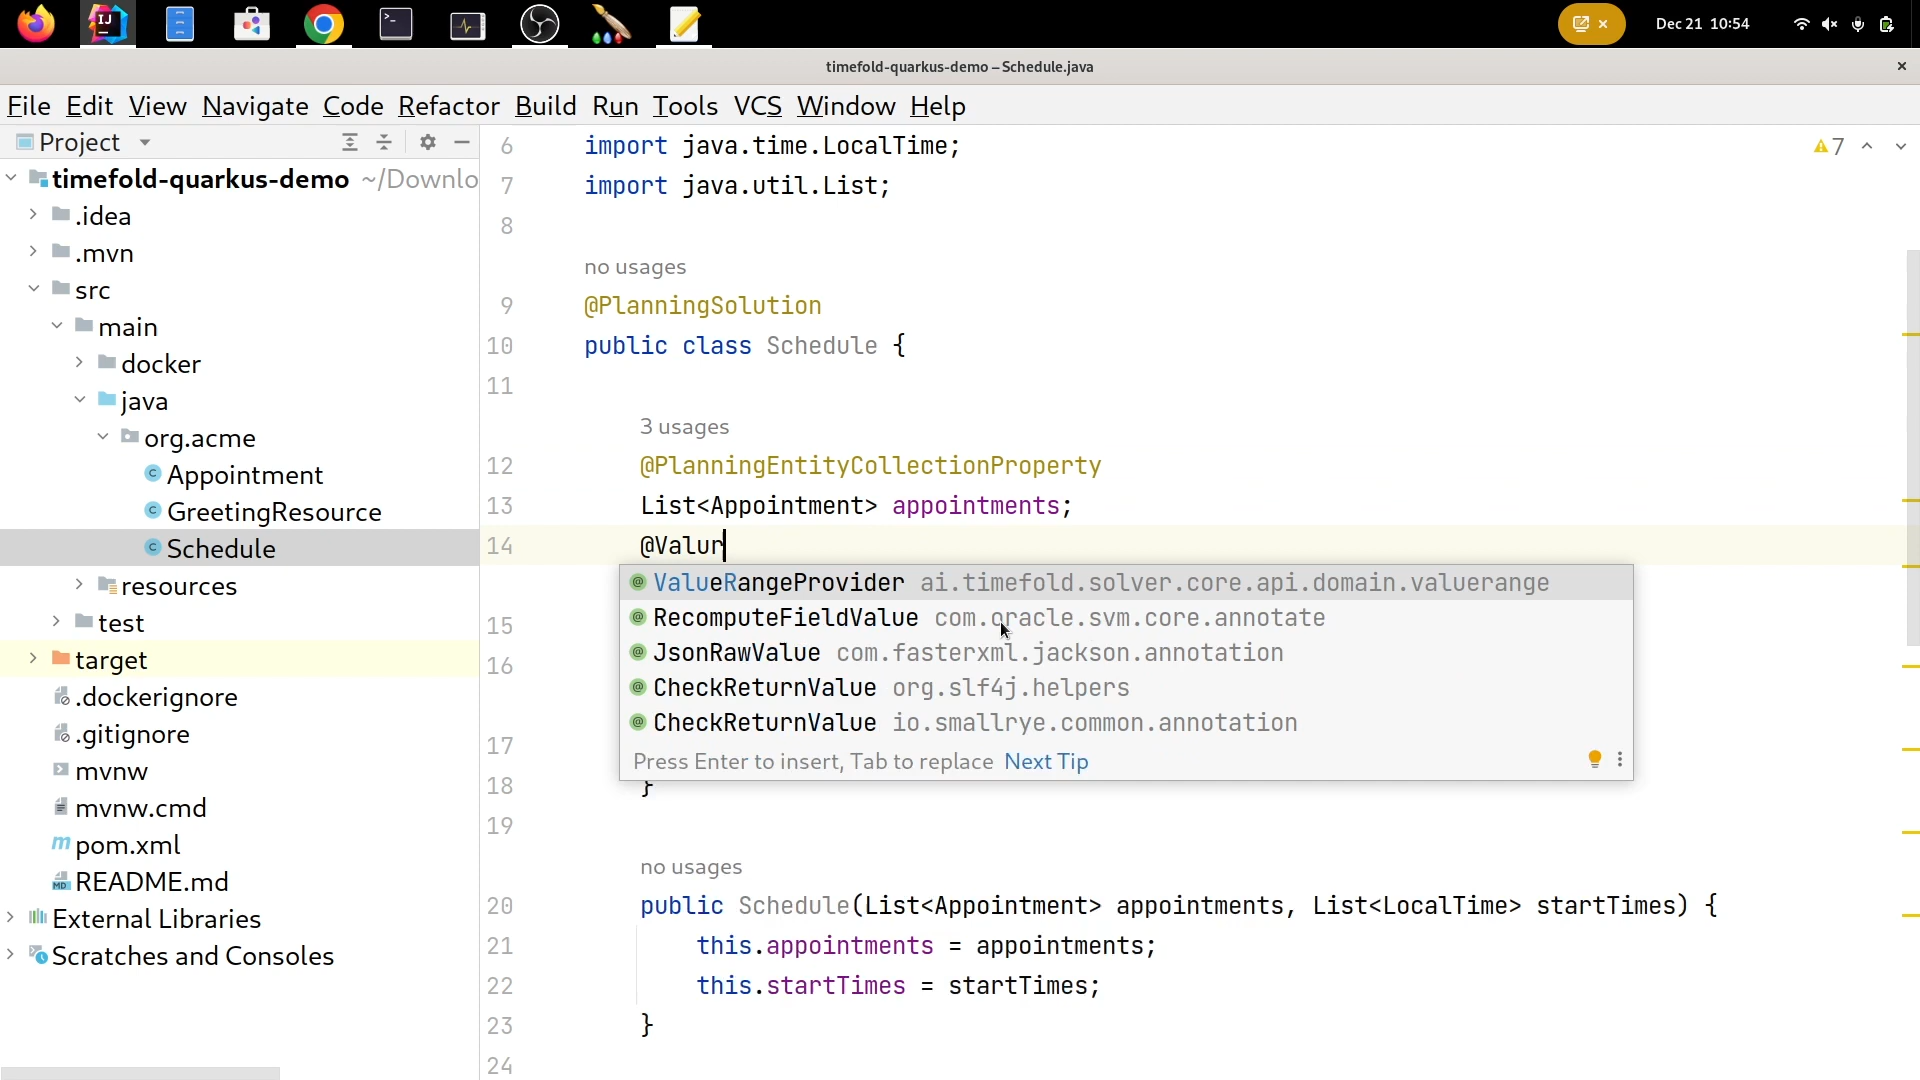 Dec 21 10:54
timefold-quarkus-demo – Schedule.java
File Edit View Navigate Code Refactor Build Run Tools VCS Window Help
Project
timefold-quarkus-demo ~/Downlo
.idea
.mvn
src
main
docker
java
org.acme
Appointment
GreetingResource
Schedule
resources
test
target
.dockerignore
.gitignore
mvnw
mvnw.cmd
pom.xml
README.md
External Libraries
Scratches and Consoles
7
6 import java.time.LocalTime;
7 import java.util.List;
8
no usages
9 @PlanningSolution
10 public class Schedule {
11
3 usages
12 @PlanningEntityCollectionProperty
13 List<Appointment> appointments;
14 @Valur
ValueRangeProvider ai.timefold.solver.core.api.domain.valuerange
RecomputeFieldValue com.oracle.svm.core.annotate
JsonRawValue com.fasterxml.jackson.annotation
CheckReturnValue org.slf4j.helpers
CheckReturnValue io.smallrye.common.annotation
Press Enter to insert, Tab to replace Next Tip
15
16
17
18 }
19
no usages
20 public Schedule(List<Appointment> appointments, List<LocalTime> startTimes) {
21 this.appointments = appointments;
22 this.startTimes = startTimes;
23 }
24